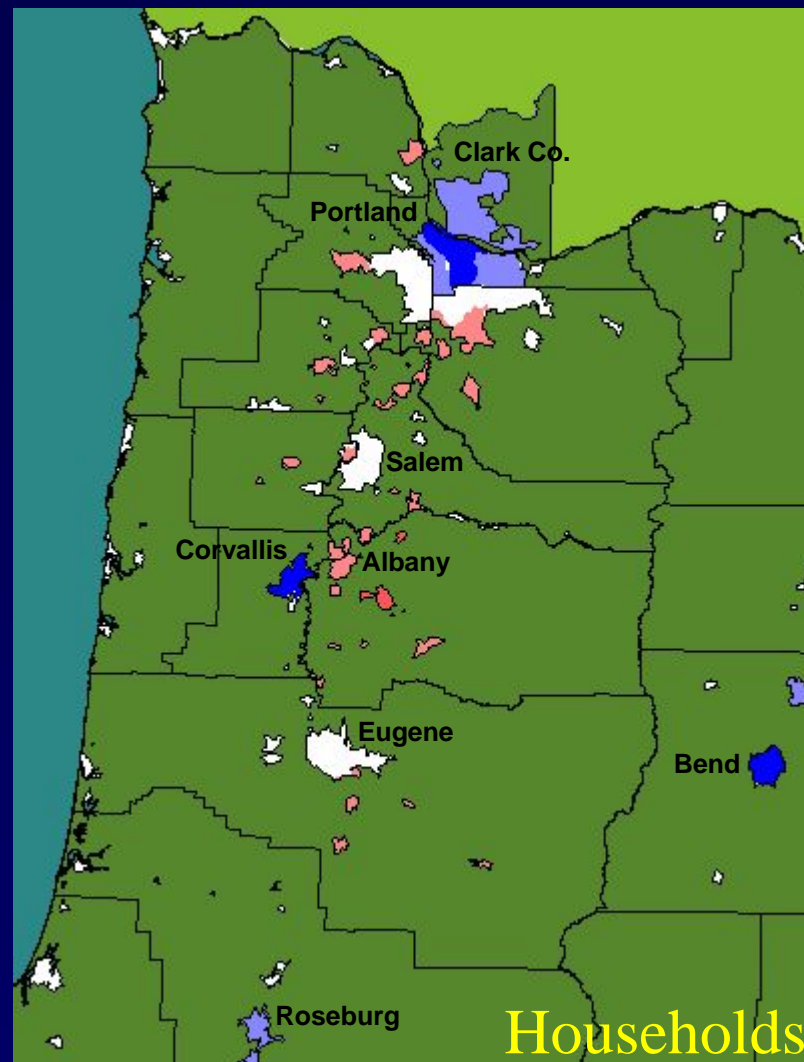 Clark Co.
Portland
Salem
Corvallis
Albany
Eugene
Bend
Roseburg
Households